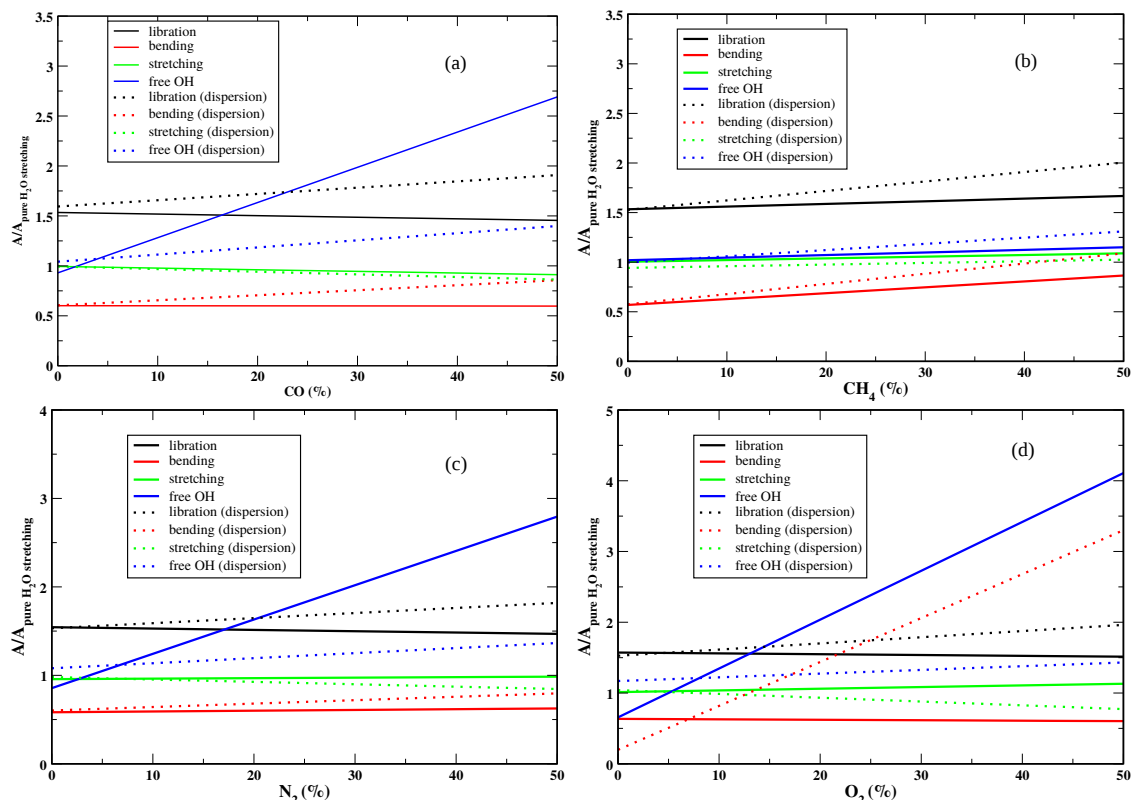 3.5
3
2.5
2
1.5
1
0.5
0
A/A pure H2O stretching
libration
bending
stretching
free OH
libration (dispersion)
bending (dispersion)
stretching (dispersion)
free OH (dispersion)
(a)
0 10 20 30 40 50
CO (%)
3.5
3
2.5
2
1.5
1
0.5
0
A/A pure H2O stretching
libration
bending
stretching
free OH
libration (dispersion)
bending (dispersion)
stretching (dispersion)
free OH (dispersion)
(b)
0 10 20 30 40 50
CH4 (%)
4
3
2
1
0
A/A pure H2O stretching
libration
bending
stretching
free OH
libration (dispersion)
bending (dispersion)
stretching (dispersion)
free OH (dispersion)
(c)
0 10 20 30 40 50
N2 (%)
5
4
3
2
1
0
A/A pure H2O stretching
libration
bending
stretching
free OH
libration (dispersion)
bending (dispersion)
stretching (dispersion)
free OH (dispersion)
(d)
0 10 20 30 40 50
O2 (%)